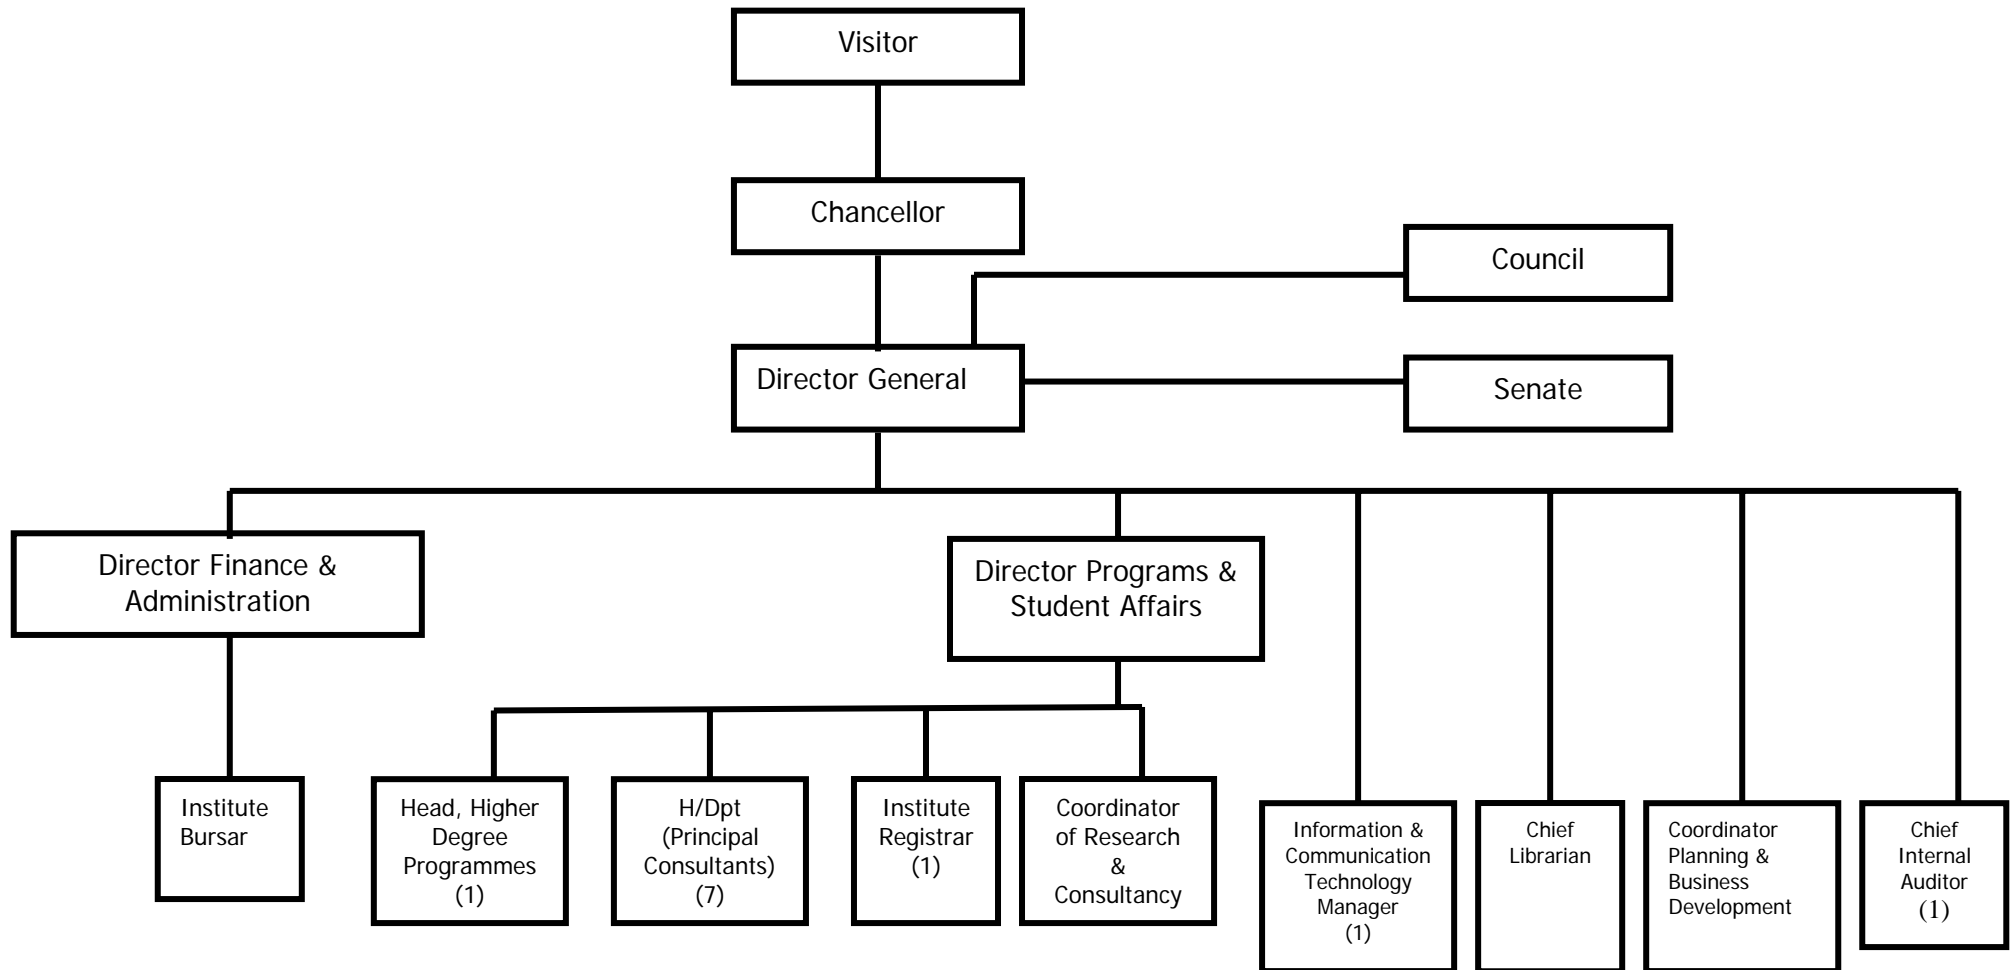 Visitor
Chancellor
Council
Director General
Senate
Director Finance &
Administration
Director Programs &
Student Affairs
Institute
Bursar
Head, Higher
Degree
Programmes
(1)
H/Dpt
(Principal
Consultants)
(7)
Institute
Registrar
(1)
Coordinator
of Research
&
Consultancy
Information &
Communication
Technology
Manager
(1)
Chief
Librarian
Coordinator
Planning &
Business
Development
Chief
Internal
Auditor
(1)